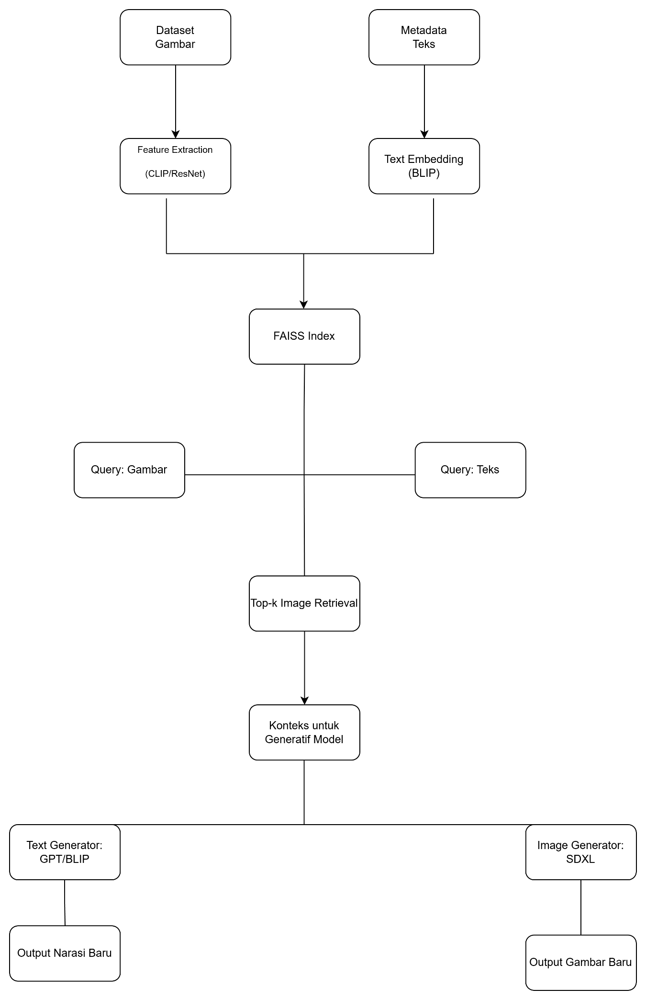 Dataset
Gambar
Metadata
Teks
Feature Extraction
(CLIP/ResNet)
Text Embedding
(BLIP)
FAISS Index
Query: Gambar
Query: Teks
Top-k Image Retrieval
Konteks untuk
Generatif Model
Text Generator:
GPT/BLIP
Image Generator:
SDXL
Output Narasi Baru
Output Gambar Baru